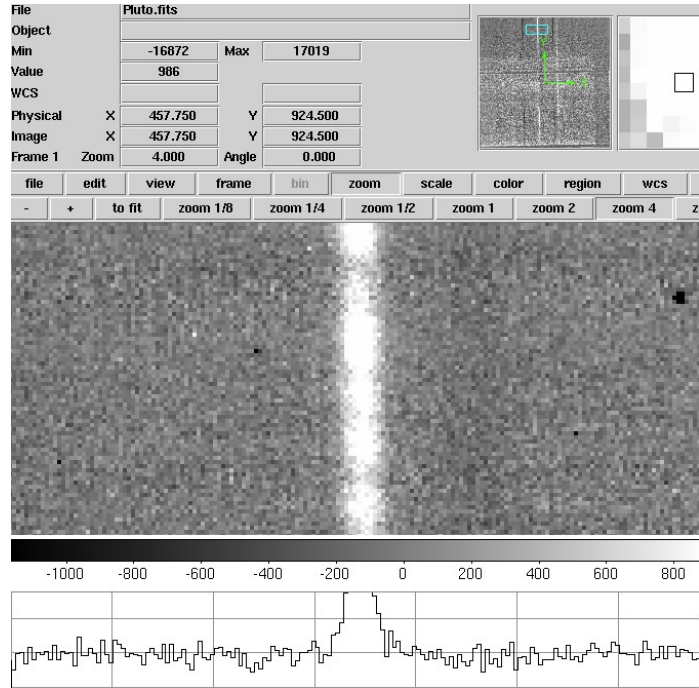 File Pluto.fits
Object
Min -16872 Max 17019
Value 986
WCS
Physical X 457.750 Y 924.500
Image X 457.750 Y 924.500
Frame 1 Zoom 4.000 Angle 0.000
file edit view frame bin zoom scale color region wcs
- + to fit zoom 1/8 zoom 1/4 zoom 1/2 zoom 1 zoom 2 zoom 4 z
-1000 -800 -600 -400 -200 0 200 400 600 800